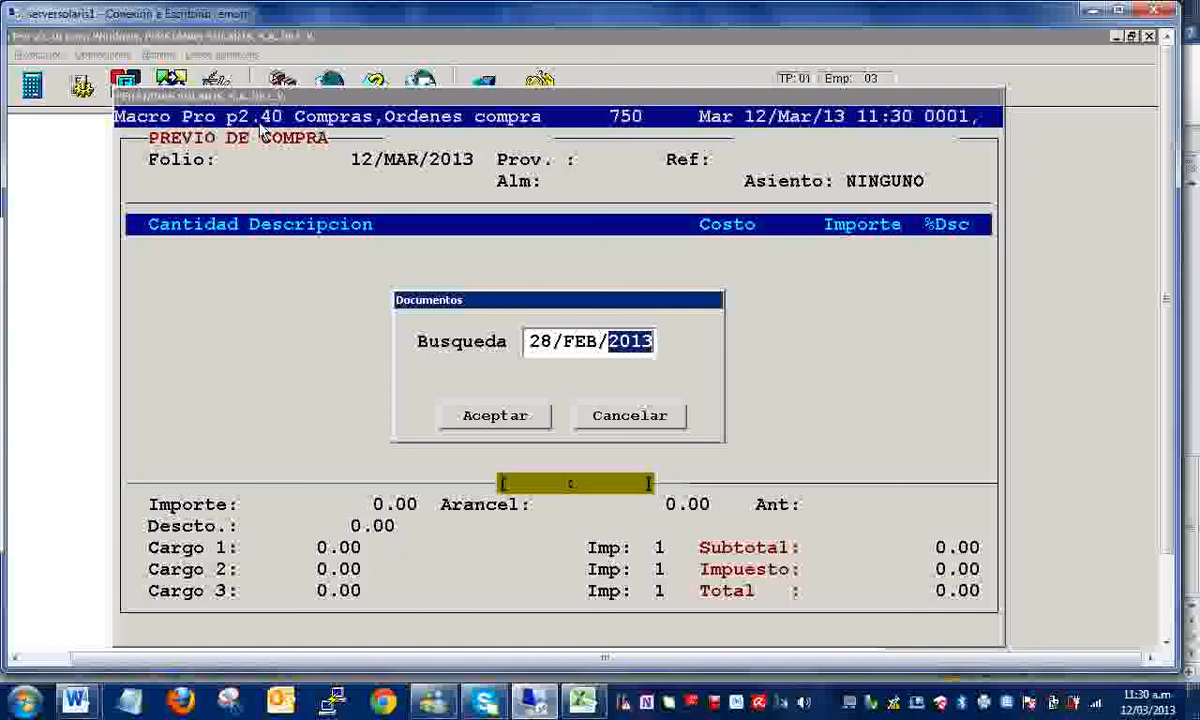 serversolaris1 - Conexión a Escritorio remoto
TP: 01 Emp: 03
Macro Pro p2.40 Compras,Ordenes compra 750 Mar 12/Mar/13 11:30 0001,
PREVIO DE COMPRA
Folio: 12/MAR/2013 Prov. : Ref:
Alm: Asiento: NINGUNO
Cantidad Descripcion Costo Importe %Dsc
Documentos
Busqueda 28/FEB/2013
Aceptar Cancelar
[ : ]
Importe: 0.00 Arancel: 0.00 Ant:
Descto.: 0.00
Cargo 1: 0.00 Imp: 1 Subtotal: 0.00
Cargo 2: 0.00 Imp: 1 Impuesto: 0.00
Cargo 3: 0.00 Imp: 1 Total : 0.00
11:30 a.m.
12/03/2013